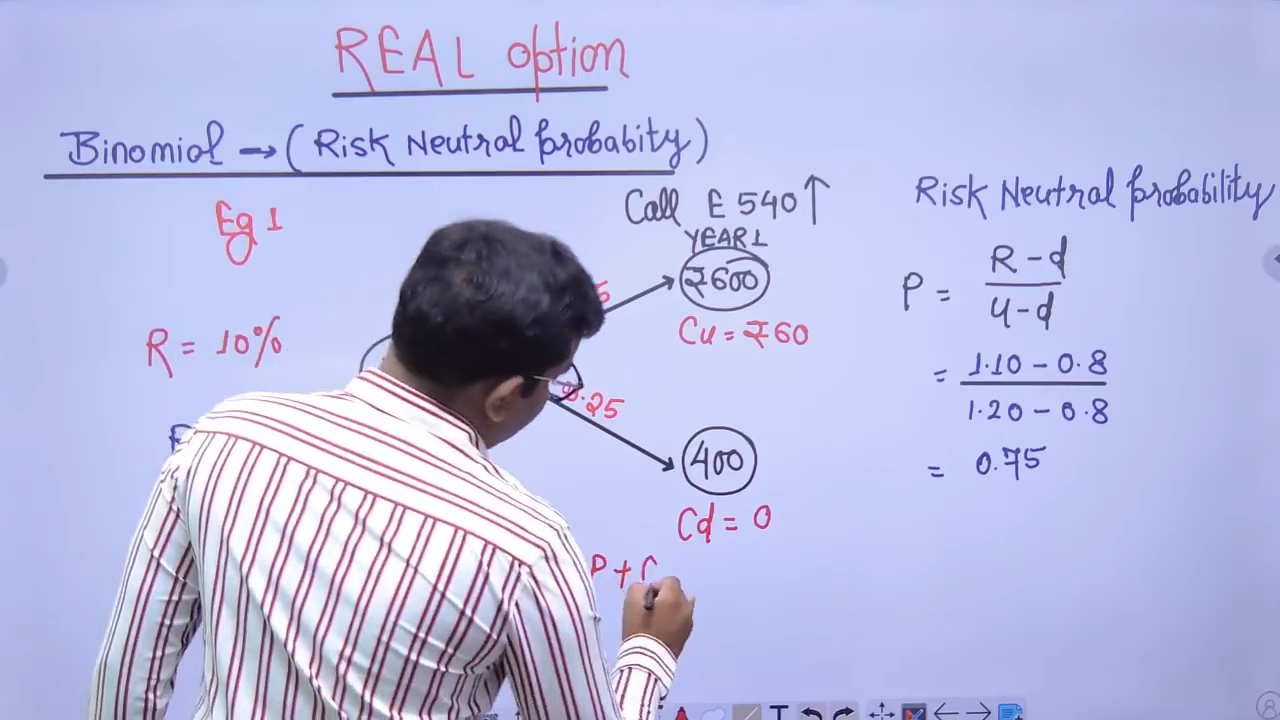 REAL option
Binomial → (Risk Neutral probabity)
Eg 1
R = 10%
Call E 540 ↑
YEAR 1
₹600
Cu = ₹60
0.25
400
Cd = 0
P + C
Risk Neutral probability
P = R - d / u - d
= 1.10 - 0.8 / 1.20 - 0.8
= 0.75